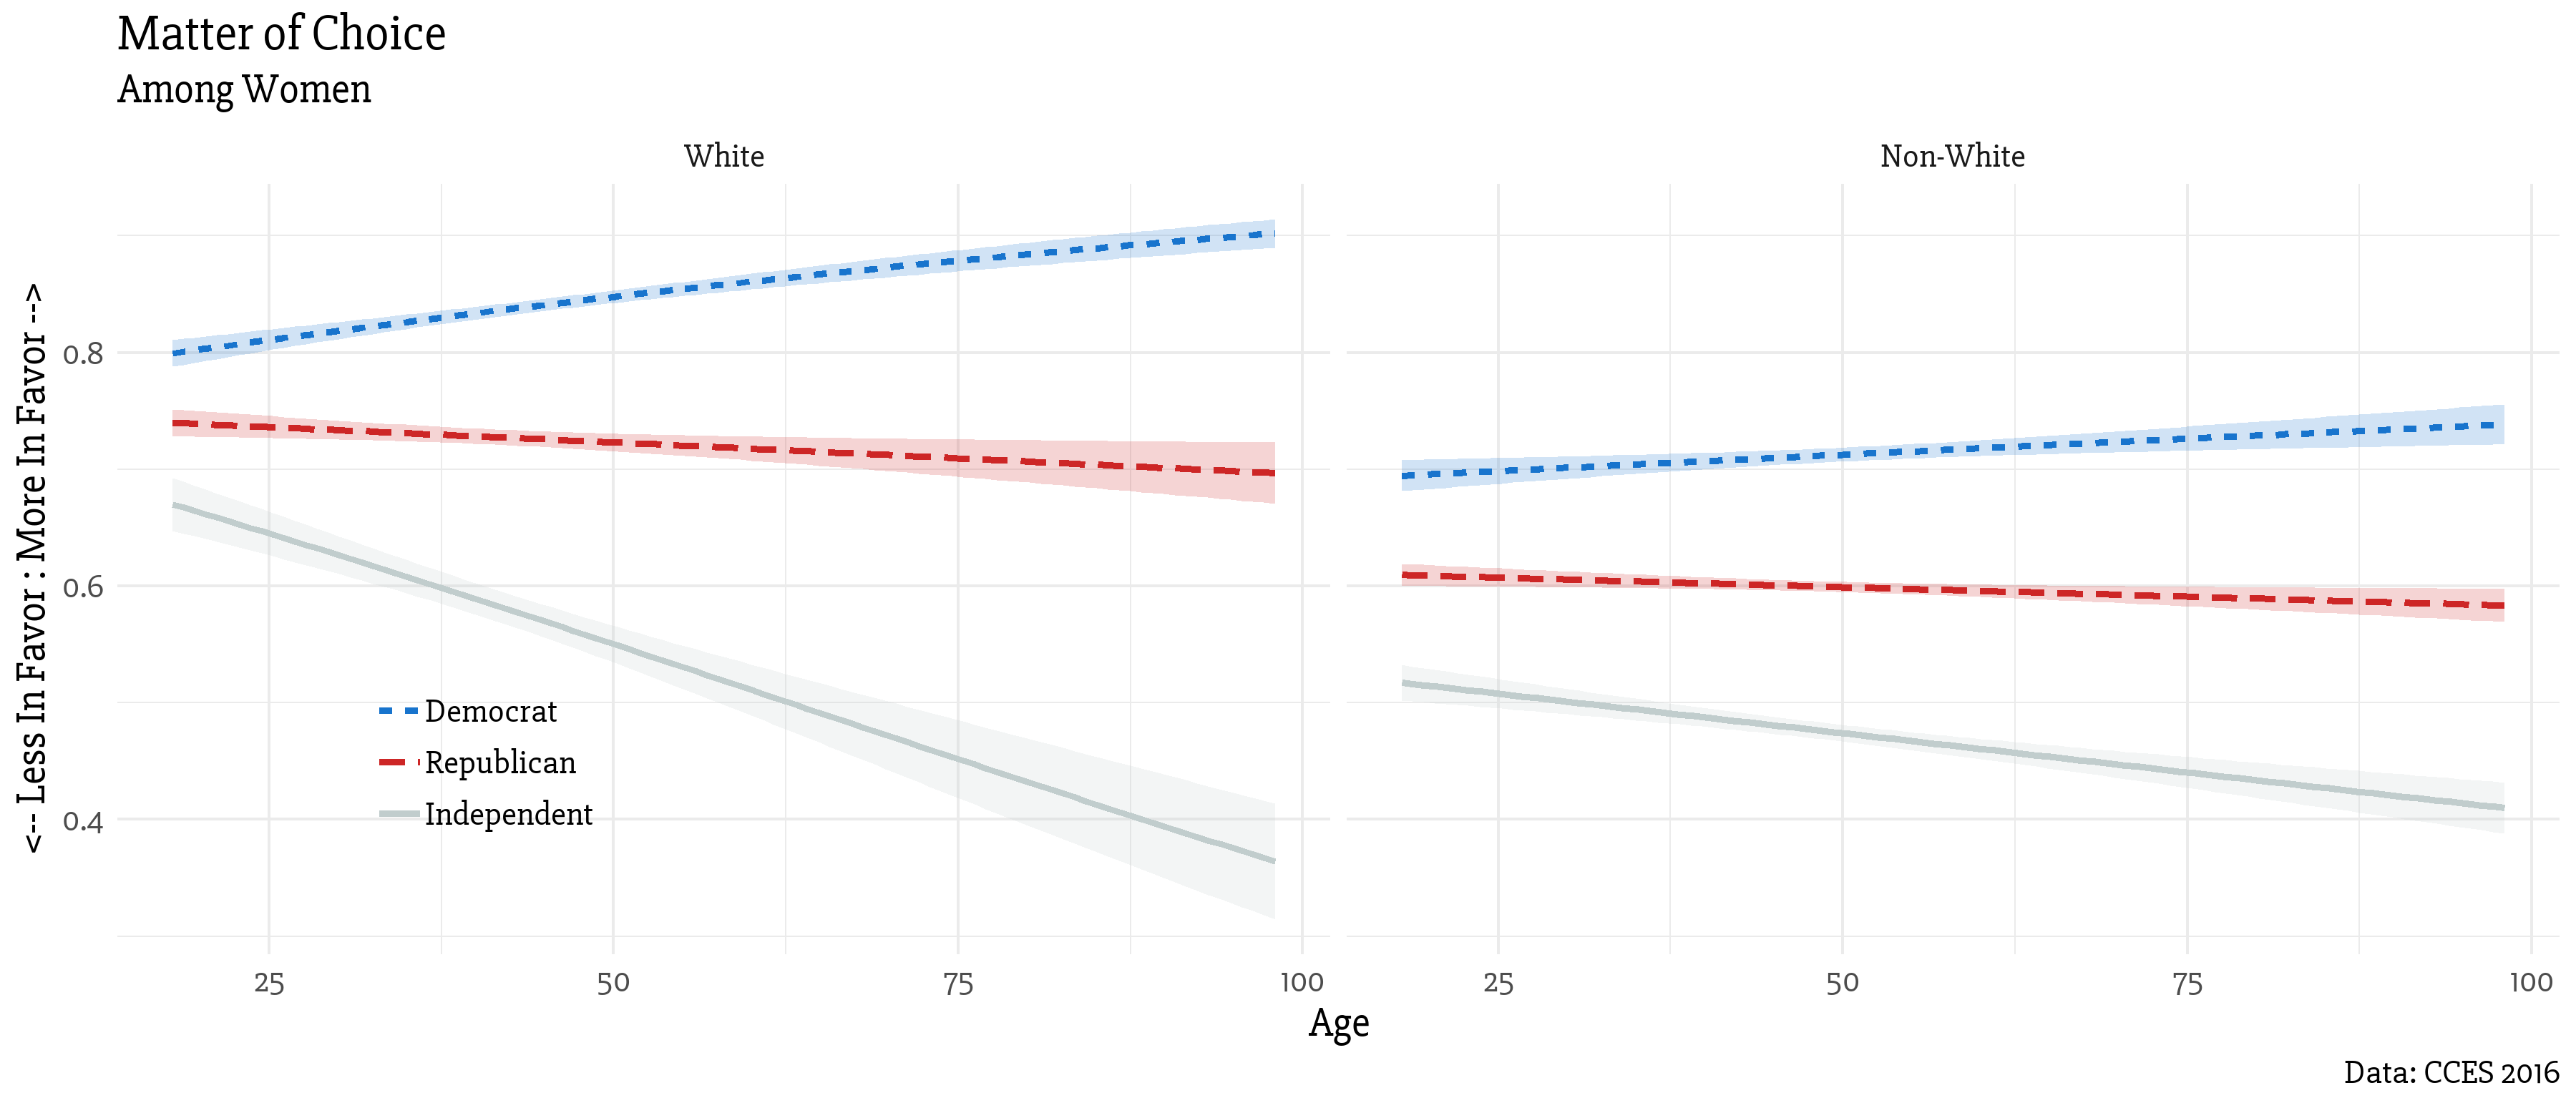 Matter of Choice
Among Women
White
Non-White
<-- Less In Favor : More In Favor -->
0.8
0.6
0.4
Democrat
Republican
Independent
25 50 75 100 25 50 75 100
Age
Data: CCES 2016